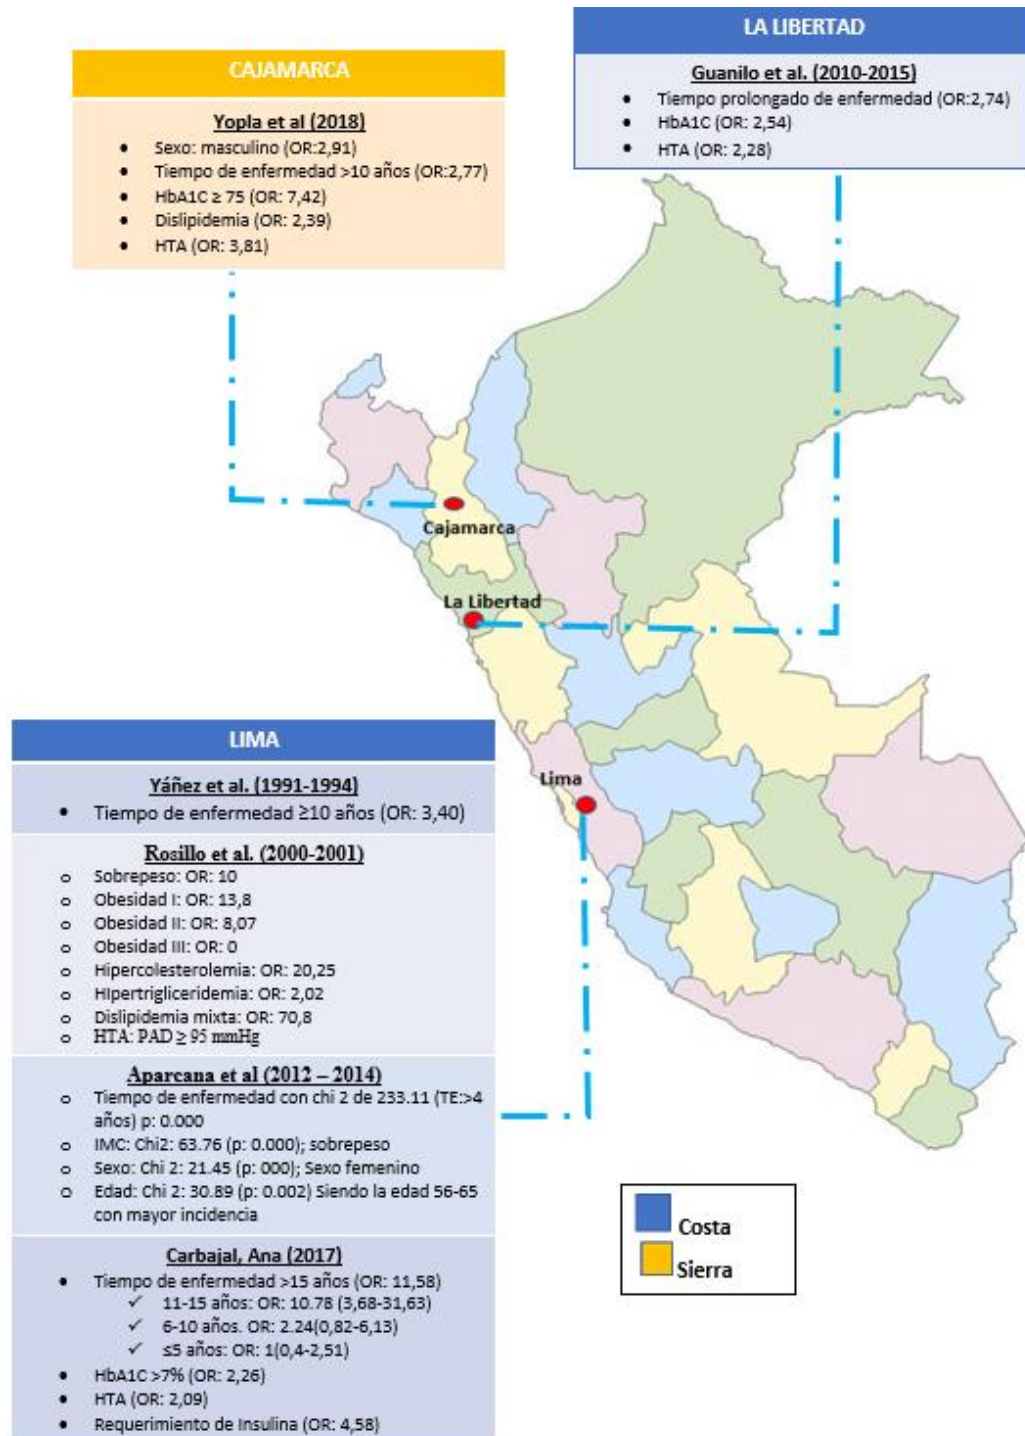 LA LIBERTAD
Guanilo et al. (2010-2015)
• Tiempo prolongado de enfermedad (OR:2,74)
• HbA1C (OR: 2,54)
• HTA (OR: 2,28)
CAJAMARCA
Yopla et al (2018)
• Sexo: masculino (OR:2,91)
• Tiempo de enfermedad >10 años (OR:2,77)
• HbA1C ≥ 75 (OR: 7,42)
• Dislipidemia (OR: 2,39)
• HTA (OR: 3,81)
Cajamarca
La Libertad
Lima
LIMA
Yáñez et al. (1991-1994)
• Tiempo de enfermedad ≥10 años (OR: 3,40)
Rosillo et al. (2000-2001)
o Sobrepeso: OR: 10
o Obesidad I: OR: 13,8
o Obesidad II: OR: 8,07
o Obesidad III: OR: 0
o Hipercolesterolemia: OR: 20,25
o HIpertrigliceridemia: OR: 2,02
o Dislipidemia mixta: OR: 70,8
o HTA: PAD ≥ 95 mmHg
Aparcana et al (2012 – 2014)
o Tiempo de enfermedad con chi 2 de 233.11 (TE:>4
años) p: 0.000
o IMC: Chi2: 63.76 (p: 0.000); sobrepeso
o Sexo: Chi 2: 21.45 (p: 000); Sexo femenino
o Edad: Chi 2: 30.89 (p: 0.002) Siendo la edad 56-65
con mayor incidencia
Carbajal, Ana (2017)
• Tiempo de enfermedad >15 años (OR: 11,58)
✓ 11-15 años: OR: 10.78 (3,68-31,63)
✓ 6-10 años. OR: 2.24(0,82-6,13)
✓ ≤5 años: OR: 1(0,4-2,51)
• HbA1C >7% (OR: 2,26)
• HTA (OR: 2,09)
• Requerimiento de Insulina (OR: 4,58)
Costa
Sierra